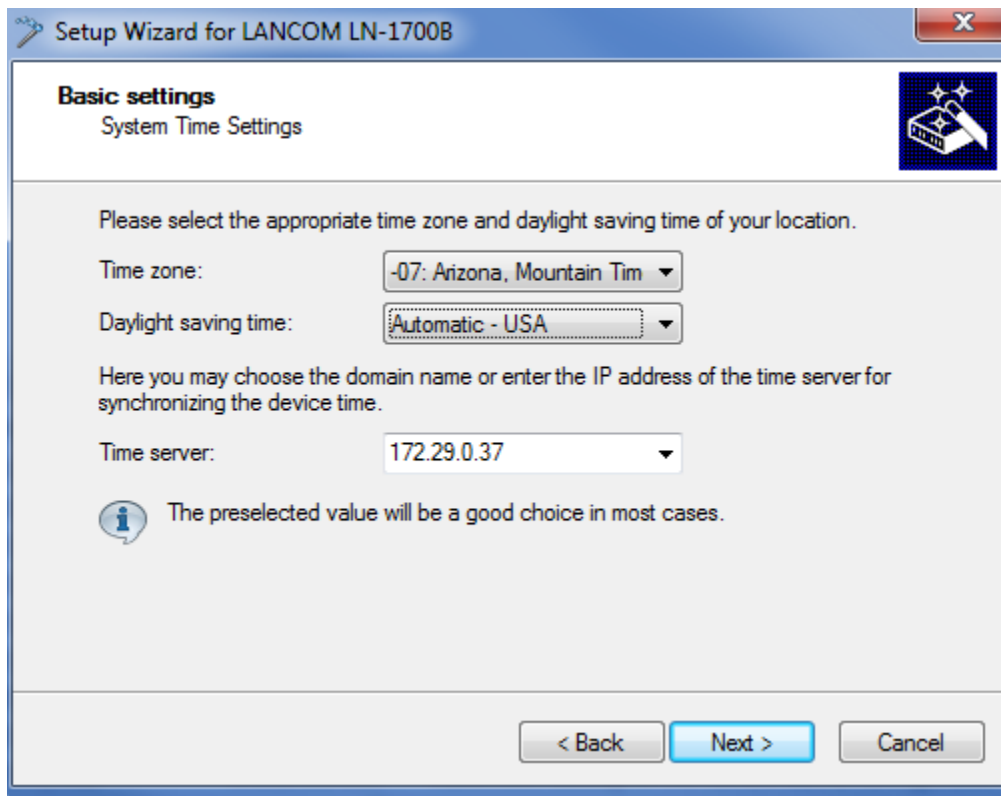 Setup Wizard for LANCOM LN-1700B
X
Basic settings
System Time Settings
Please select the appropriate time zone and daylight saving time of your location.
Time zone:
-07: Arizona, Mountain Tim
Daylight saving time:
Automatic - USA
Here you may choose the domain name or enter the IP address of the time server for
synchronizing the device time.
Time server:
172.29.0.37
The preselected value will be a good choice in most cases.
< Back
Next >
Cancel